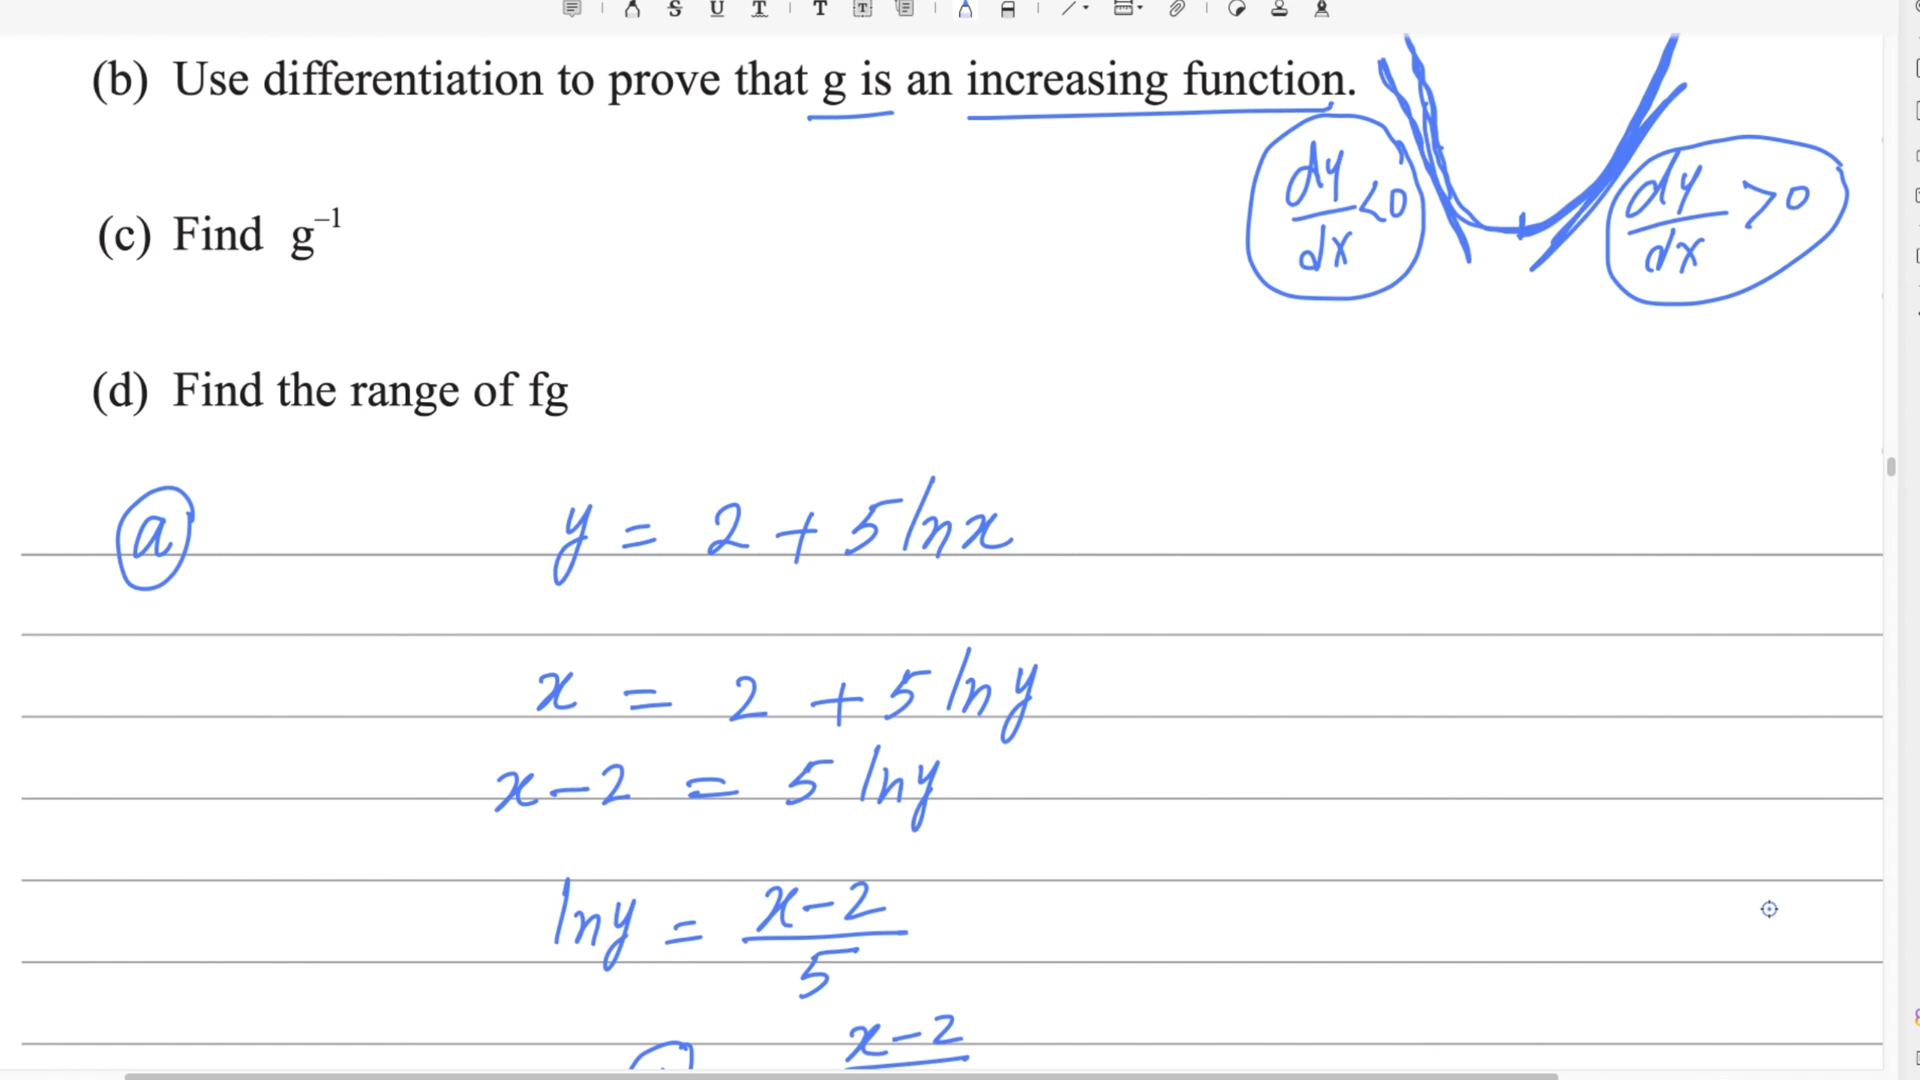 (b) Use differentiation to prove that g is an increasing function.
dy/dx <0
dy/dx >0
(c) Find g⁻¹
(d) Find the range of fg
a
y = 2 + 5 ln x
x = 2 + 5 ln y
x - 2 = 5 ln y
ln y = (x-2)/5
x-2